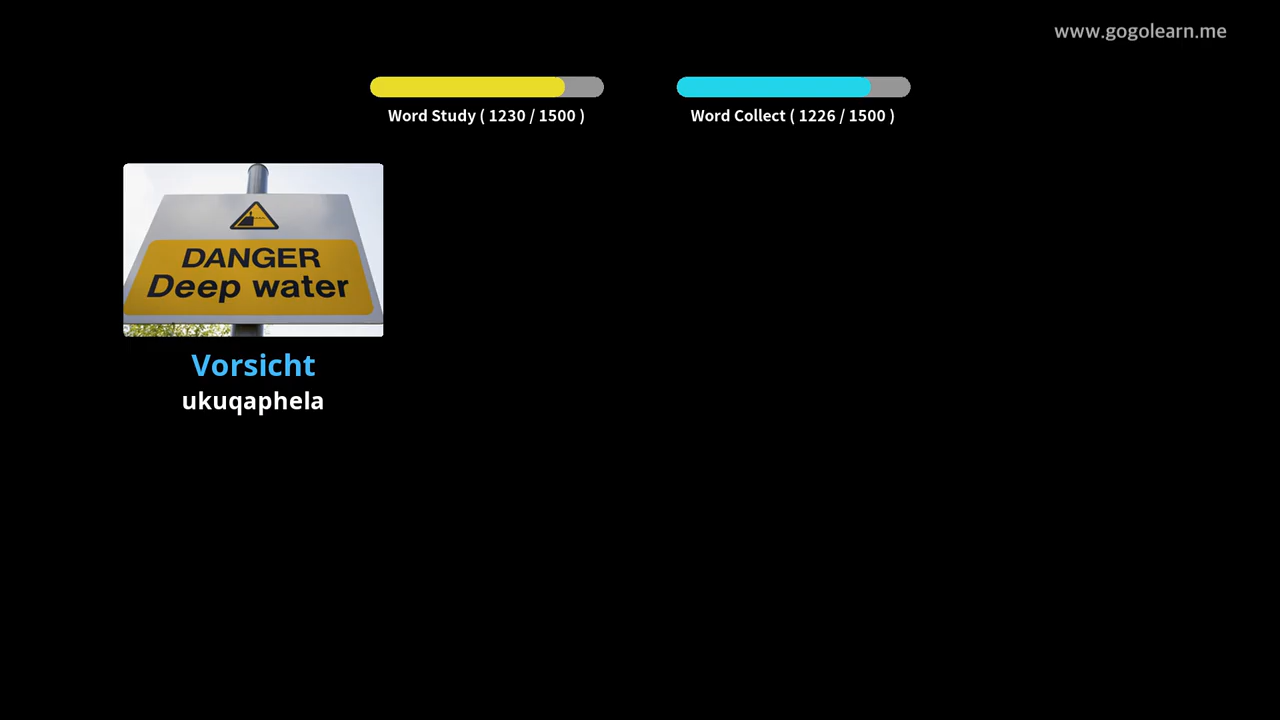 www.gogolearn.me
Word Study ( 1230 / 1500 )
Word Collect ( 1226 / 1500 )
DANGER
Deep water
Vorsicht
ukuqaphela